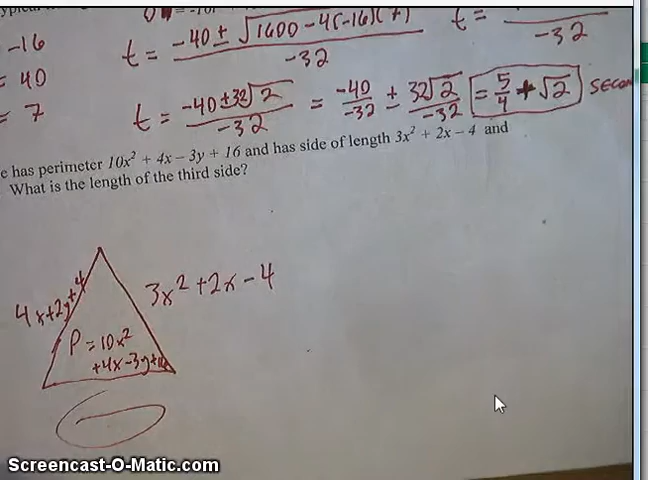 -16
= 40
= 7
t = -40 ± √1600 - 4(-16)(7) / -32
t = / -32
t = -40 ± 32√2 / -32 = -40/-32 ± 32√2/-32 = 5/4 + √2
e has perimeter 10x² + 4x – 3y + 16 and has side of length 3x² + 2x – 4 and
What is the length of the third side?
4x+2y+4
3x² + 2x - 4
P = 10x²
+4x-3y+16
Screencast-O-Matic.com